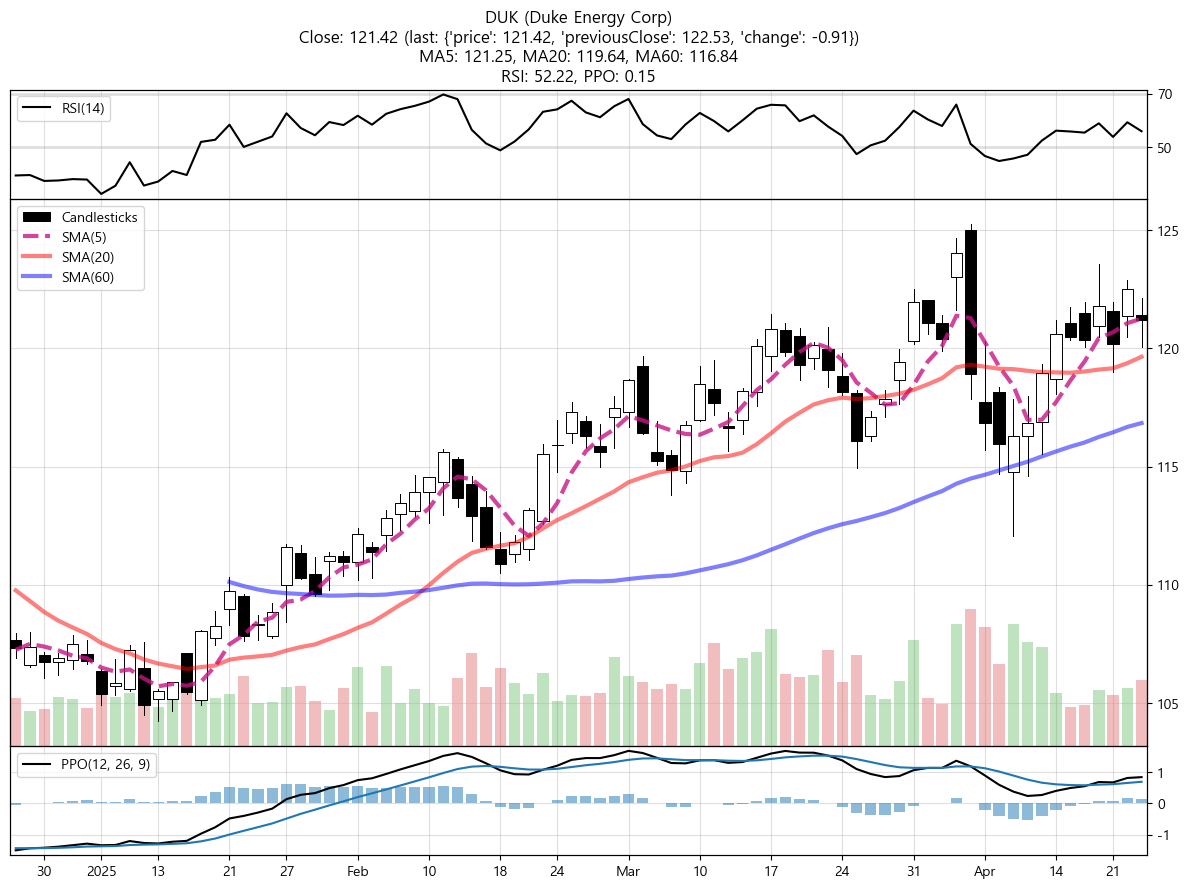 DUK (Duke Energy Corp)
Close: 121.42 (last: {'price': 121.42, 'previousClose': 122.53, 'change': -0.91})
MA5: 121.25, MA20: 119.64, MA60: 116.84
RSI: 52.22, PPO: 0.15
RSI(14)
70
50
Candlesticks
SMA(5)
SMA(20)
SMA(60)
125
120
115
110
105
PPO(12, 26, 9)
1
0
-1
30 2025 13 21 27 Feb 10 18 24 Mar 10 17 24 31 Apr 14 21